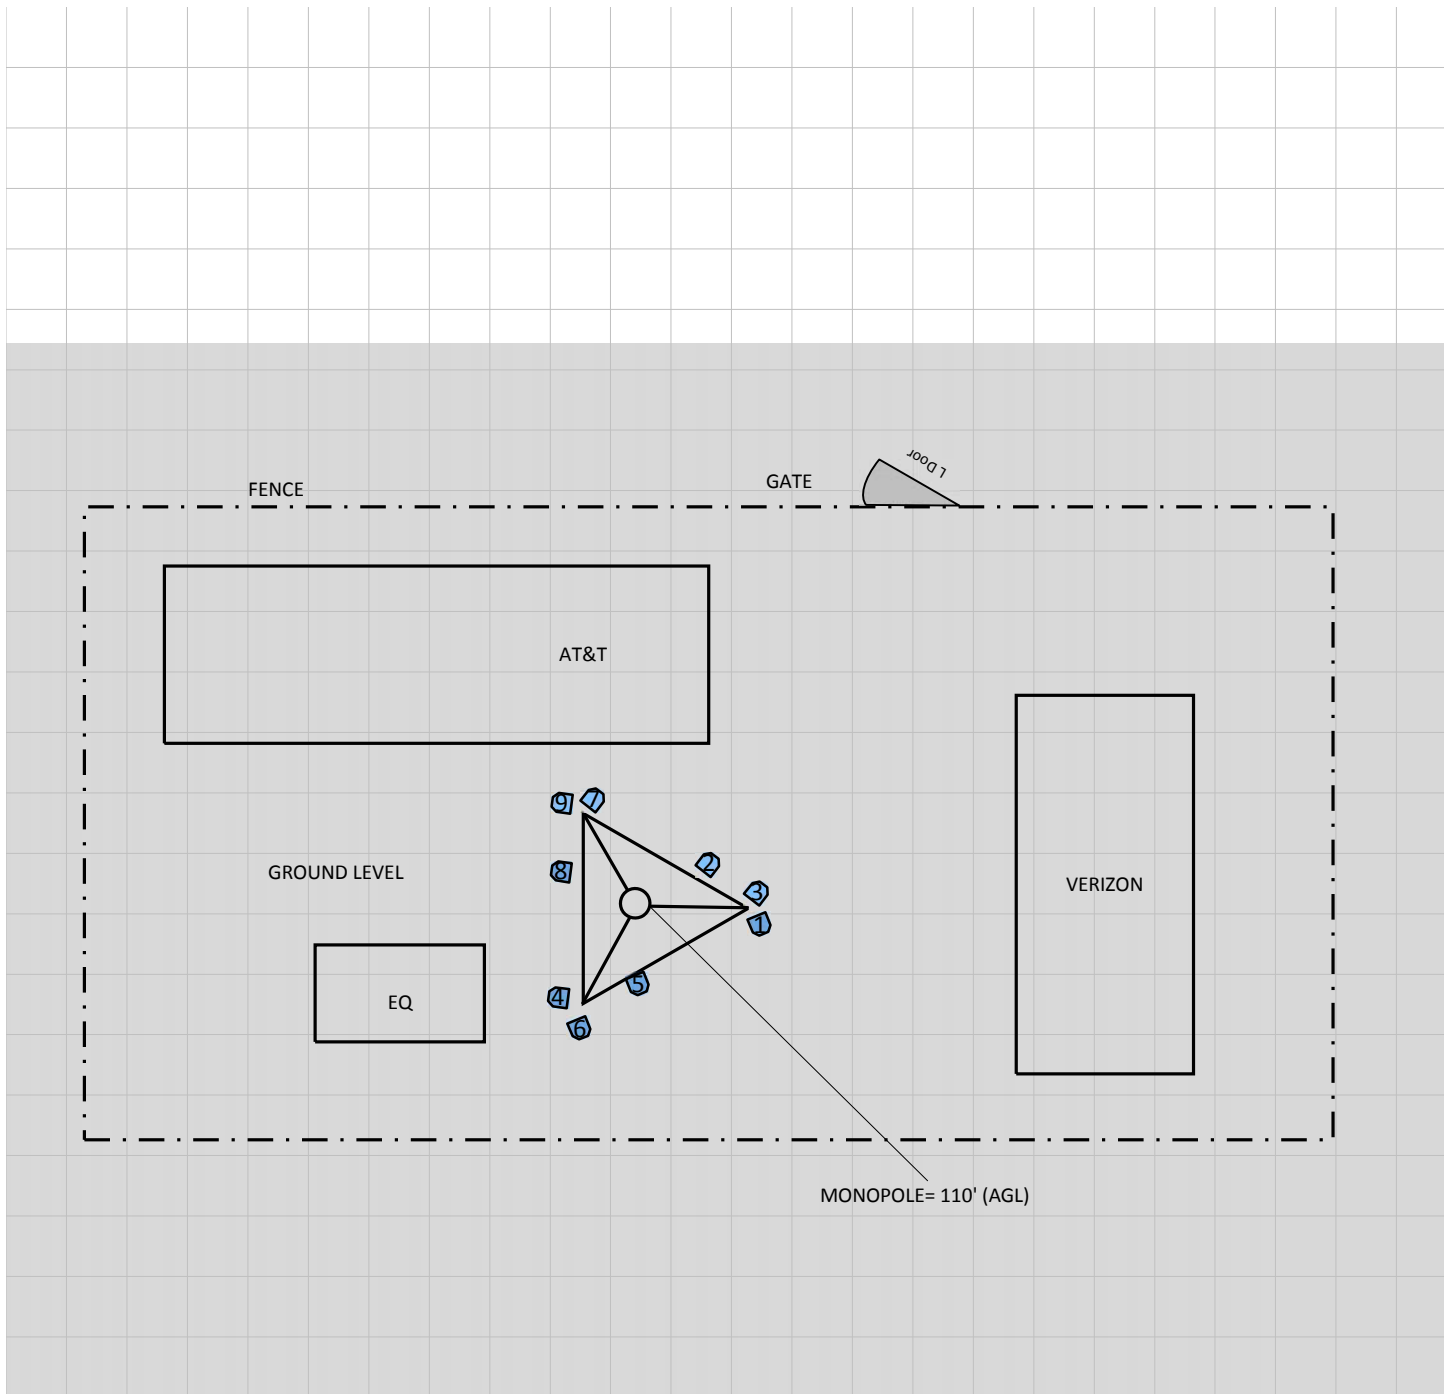 L Door
GATE
FENCE
AT&T
9 7
2
8
GROUND LEVEL
3
VERIZON
1
5
4
EQ
6
MONOPOLE= 110' (AGL)